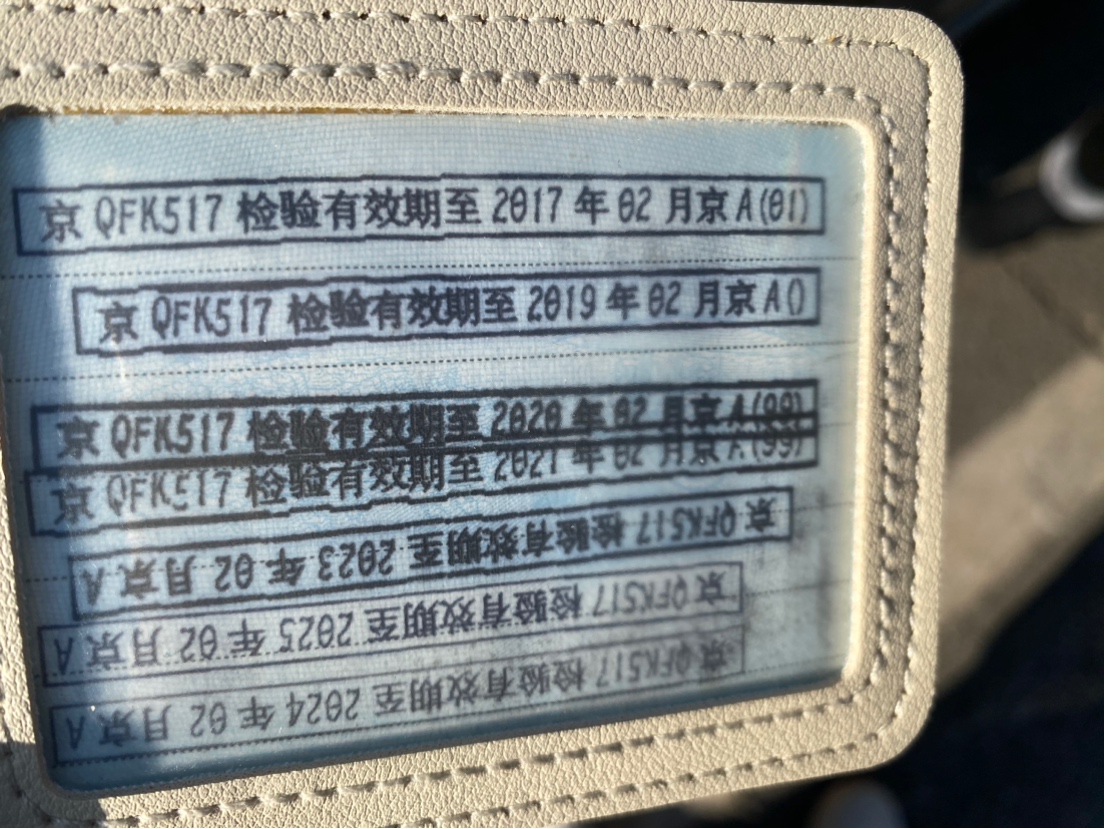 京 QFK517 检验有效期至 2017 年 02 月京 A(01)
京 QFK517 检验有效期至 2019 年 02 月京 A()
京 QFK517 检验有效期至 2020 年 02 月京 A(99)
京 QFK517 检验有效期至 2021 年 02 月京 A(99)
京 QFK517 检验有效期至 2023 年 02 月京 A
京 QFK517 检验有效期至 2025 年 02 月京 A
京 QFK517 检验有效期至 2024 年 02 月京 A